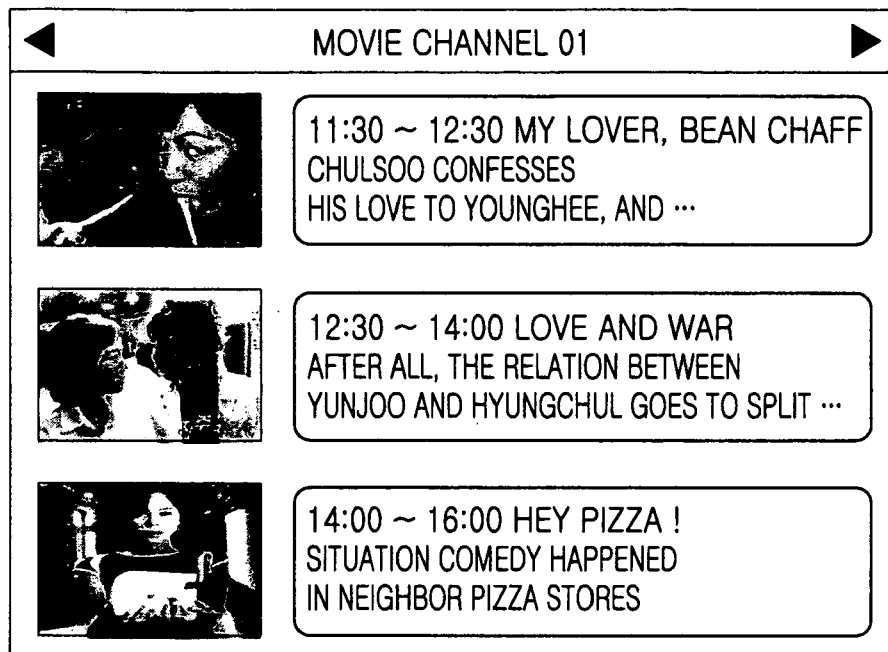 MOVIE CHANNEL 01
11:30 ~ 12:30 MY LOVER, BEAN CHAFF
CHULSOO CONFESSES
HIS LOVE TO YOUNGHEE, AND ···
12:30 ~ 14:00 LOVE AND WAR
AFTER ALL, THE RELATION BETWEEN
YUNJOO AND HYUNGCHUL GOES TO SPLIT ···
14:00 ~ 16:00 HEY PIZZA !
SITUATION COMEDY HAPPENED
IN NEIGHBOR PIZZA STORES